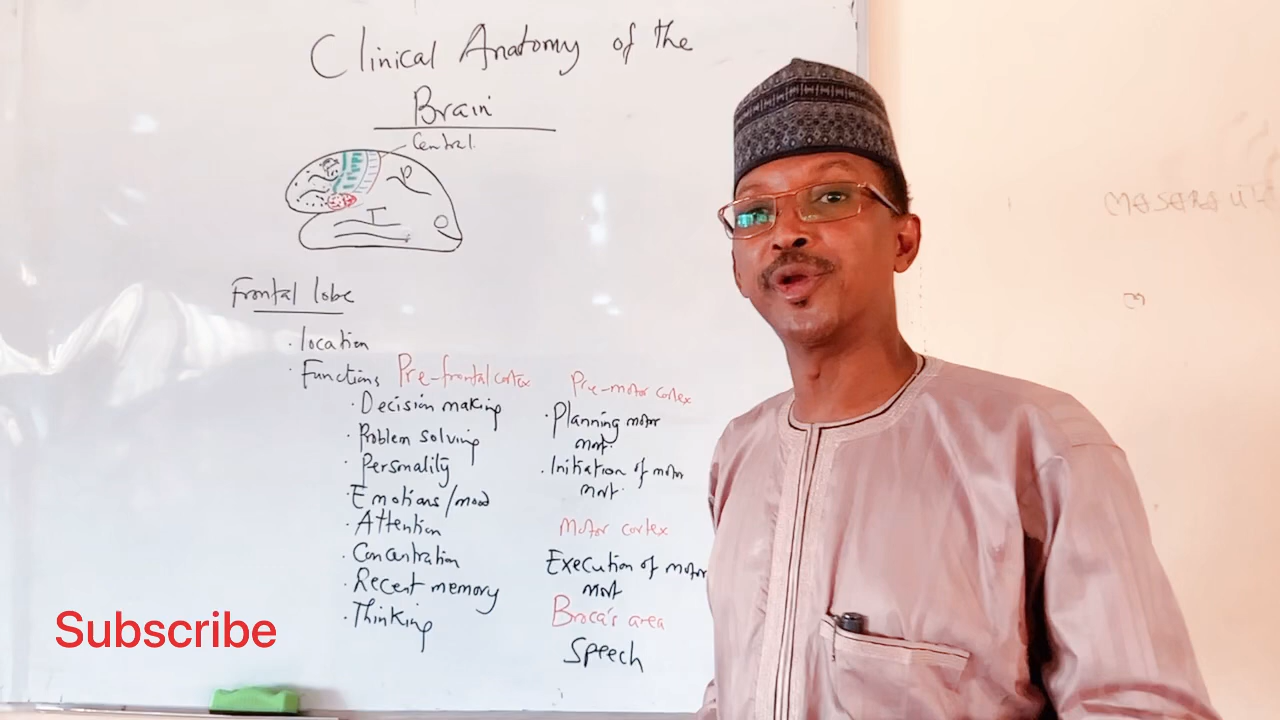 Clinical Anatomy of the
Brain
Central
P
T
O
Frontal lobe
· location
· Functions
Pre-frontal cortex
· Decision making
· Problem solving
· Personality
· Emotions/mood
· Attention
· Concentration
· Recent memory
· Thinking
Pre-motor cortex
· Planning motor
mvt.
· Initiation of motor
mvt.
Motor cortex
Execution of motor
mvt
Broca's area
Speech
Subscribe